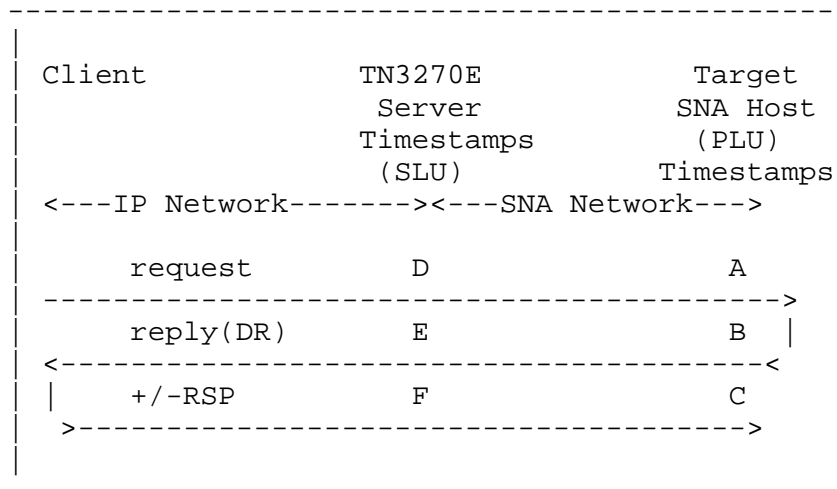 -----------------------------------------------
|
| Client              TN3270E            Target
|                      Server           SNA Host
|                    Timestamps          (PLU)
|                      (SLU)           Timestamps
| <---IP Network-------><---SNA Network--->
|
|      request         D                 A
| ------------------------------------------>
|      reply(DR)       E                 B  |
| <----------------------------------------<
| |    +/-RSP          F                 C
|  >-------------------------------------->
|